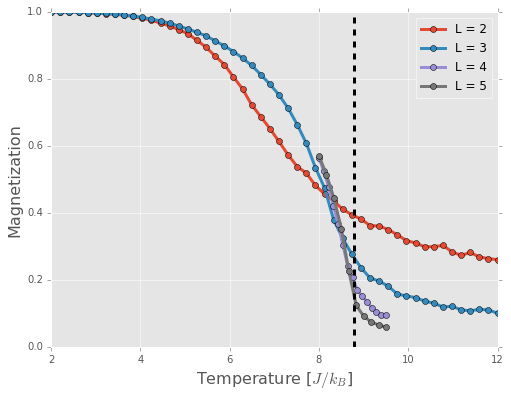 1.0
0.8
0.6
0.4
0.2
0.0
Magnetization
2 4 6 8 10 12
Temperature [J/k_B]
L = 2
L = 3
L = 4
L = 5